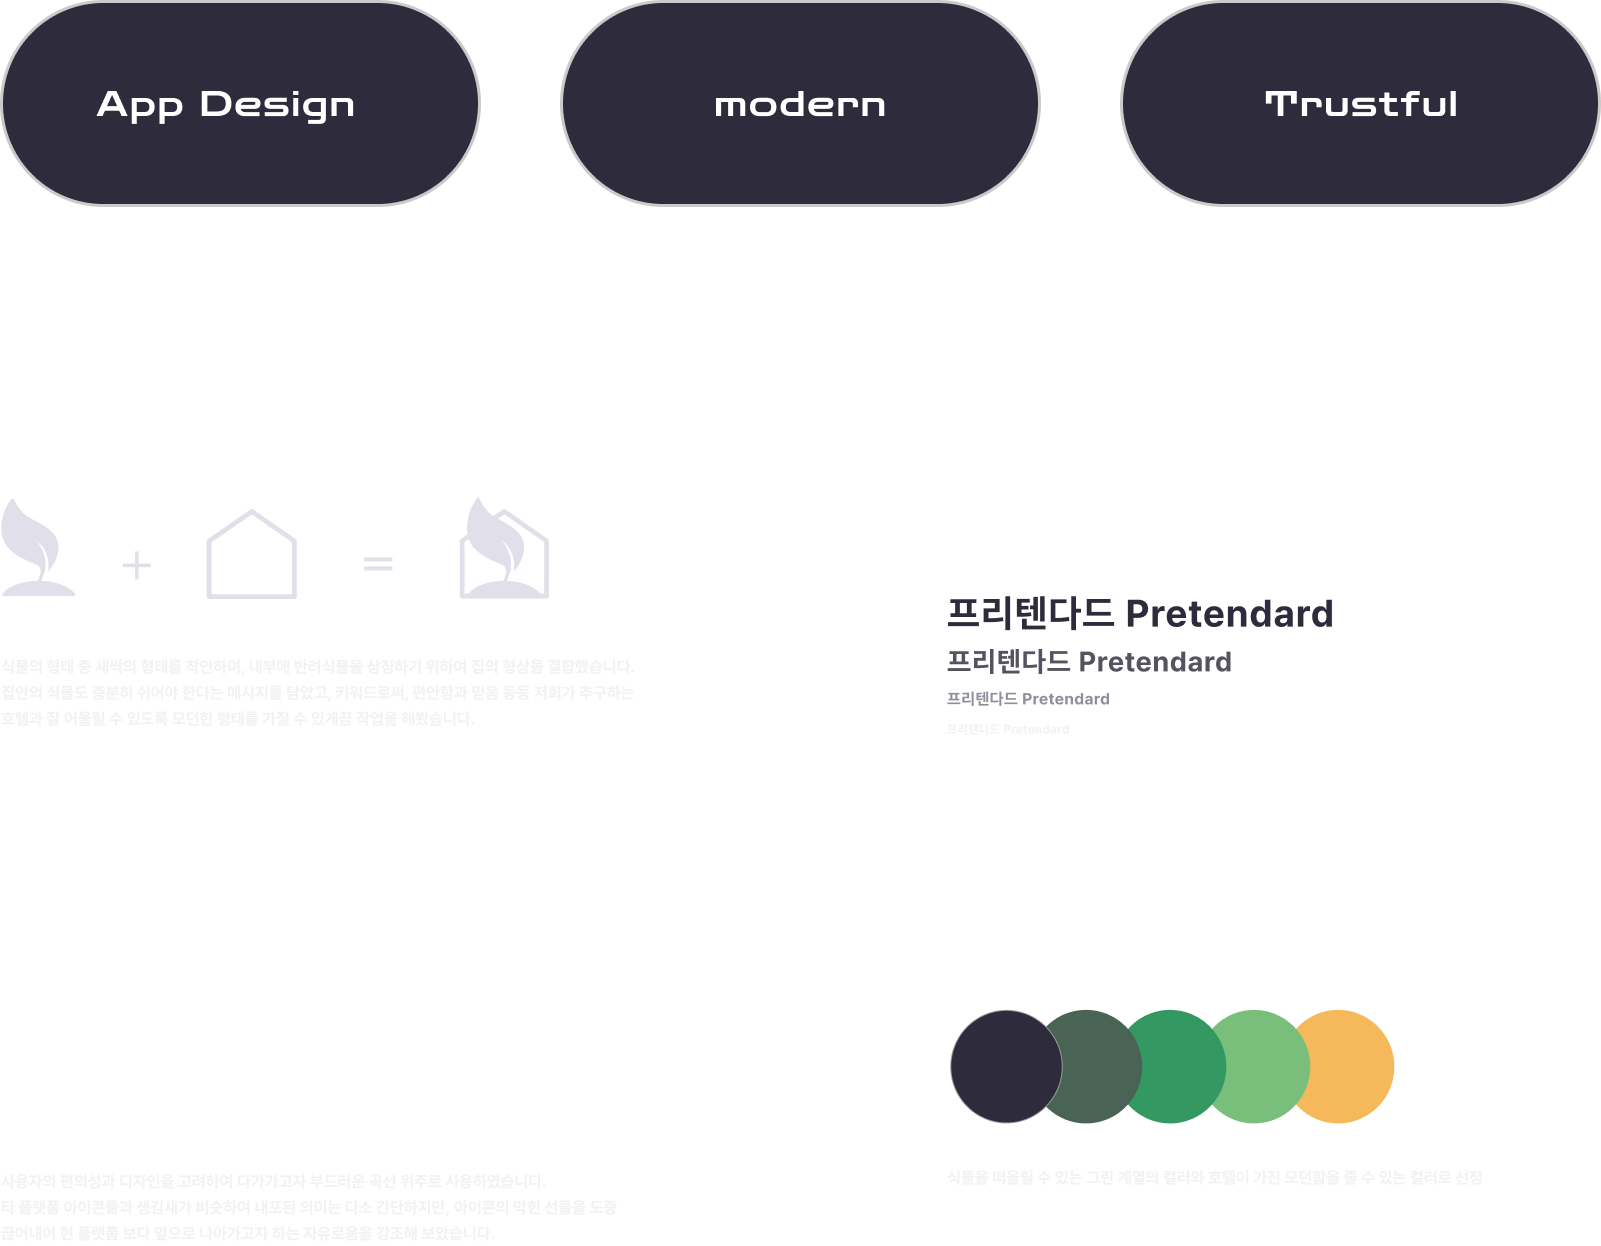 App Design
modern
Trustful
식물의 형태 중 새싹의 형태를 착안하며, 내부에 반려식물을 상징하기 위하여 집의 형상을 결합했습니다.
집안의 식물도 충분히 쉬어야 한다는 메시지를 담았고, 키워드로써, 편안함과 믿음 등등 저희가 추구하는
호텔과 잘 어울릴 수 있도록 모던한 형태를 가질 수 있게끔 작업을 해봤습니다.
프리텐다드 Pretendard
프리텐다드 Pretendard
프리텐다드 Pretendard
프리텐다드 Pretendard
사용자의 편의성과 디자인을 고려하여 다가가고자 부드러운 곡선 위주로 사용하였습니다.
타 플랫폼 아이콘들과 생김새가 비슷하여 내포된 의미는 다소 간단하지만, 아이콘의 막힌 선들을 도중
끊어내어 현 플랫폼 보다 앞으로 나아가고자 하는 자유로움을 강조해 보았습니다.
식물을 떠올릴 수 있는 그린 계열의 컬러와 호텔이 가진 모던함을 줄 수 있는 컬러로 선정